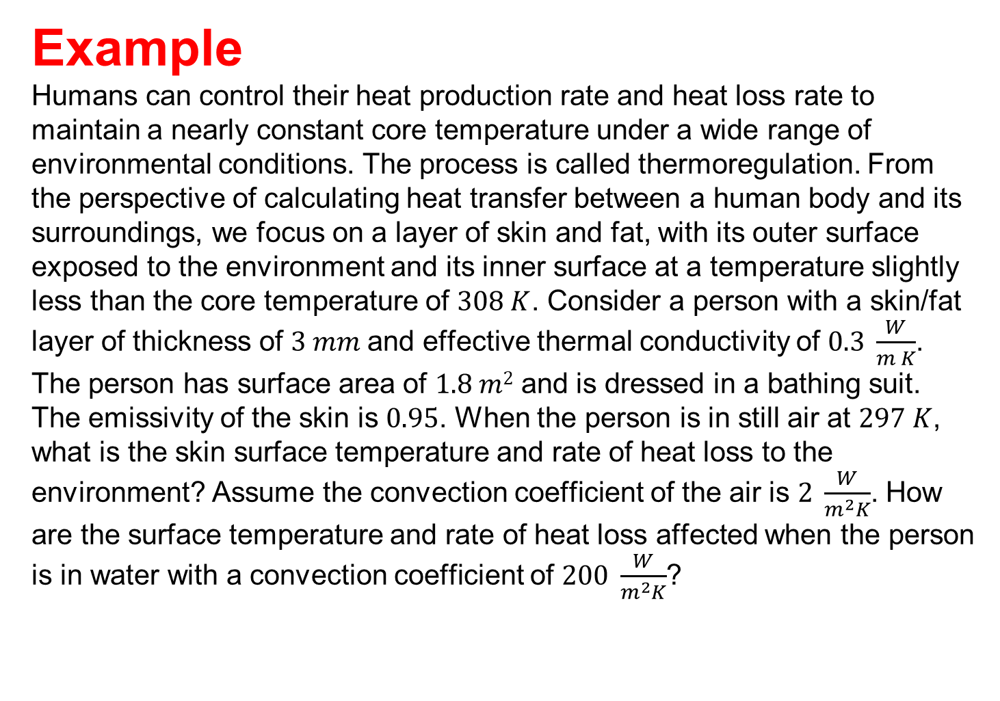 Example
Humans can control their heat production rate and heat loss rate to
maintain a nearly constant core temperature under a wide range of
environmental conditions. The process is called thermoregulation. From
the perspective of calculating heat transfer between a human body and its
surroundings, we focus on a layer of skin and fat, with its outer surface
exposed to the environment and its inner surface at a temperature slightly
less than the core temperature of 308 K. Consider a person with a skin/fat
layer of thickness of 3 mm and effective thermal conductivity of 0.3 W/(m K).
The person has surface area of 1.8 m² and is dressed in a bathing suit.
The emissivity of the skin is 0.95. When the person is in still air at 297 K,
what is the skin surface temperature and rate of heat loss to the
environment? Assume the convection coefficient of the air is 2 W/(m²K). How
are the surface temperature and rate of heat loss affected when the person
is in water with a convection coefficient of 200 W/(m²K)?